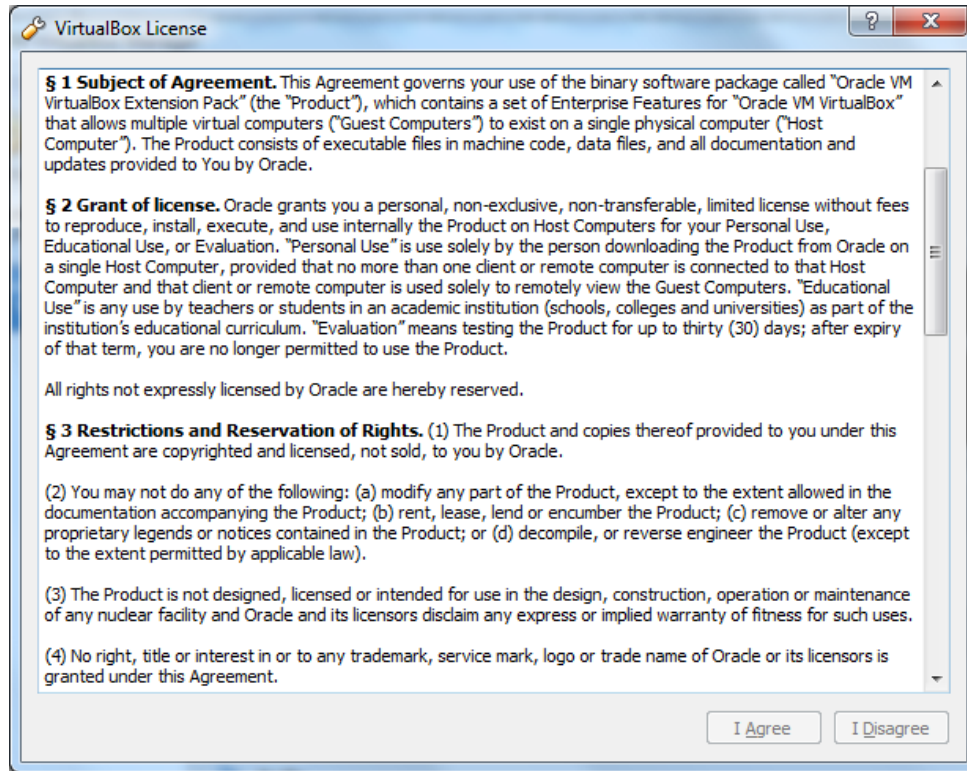 VirtualBox License
§ 1 Subject of Agreement. This Agreement governs your use of the binary software package called “Oracle VM
VirtualBox Extension Pack” (the “Product”), which contains a set of Enterprise Features for “Oracle VM VirtualBox”
that allows multiple virtual computers (“Guest Computers”) to exist on a single physical computer (“Host
Computer”). The Product consists of executable files in machine code, data files, and all documentation and
updates provided to You by Oracle.
§ 2 Grant of license. Oracle grants you a personal, non-exclusive, non-transferable, limited license without fees
to reproduce, install, execute, and use internally the Product on Host Computers for your Personal Use,
Educational Use, or Evaluation. “Personal Use” is use solely by the person downloading the Product from Oracle on
a single Host Computer, provided that no more than one client or remote computer is connected to that Host
Computer and that client or remote computer is used solely to remotely view the Guest Computers. “Educational
Use” is any use by teachers or students in an academic institution (schools, colleges and universities) as part of the
institution’s educational curriculum. “Evaluation” means testing the Product for up to thirty (30) days; after expiry
of that term, you are no longer permitted to use the Product.
All rights not expressly licensed by Oracle are hereby reserved.
§ 3 Restrictions and Reservation of Rights. (1) The Product and copies thereof provided to you under this
Agreement are copyrighted and licensed, not sold, to you by Oracle.
(2) You may not do any of the following: (a) modify any part of the Product, except to the extent allowed in the
documentation accompanying the Product; (b) rent, lease, lend or encumber the Product; (c) remove or alter any
proprietary legends or notices contained in the Product; or (d) decompile, or reverse engineer the Product (except
to the extent permitted by applicable law).
(3) The Product is not designed, licensed or intended for use in the design, construction, operation or maintenance
of any nuclear facility and Oracle and its licensors disclaim any express or implied warranty of fitness for such uses.
(4) No right, title or interest in or to any trademark, service mark, logo or trade name of Oracle or its licensors is
granted under this Agreement.
I Agree
I Disagree